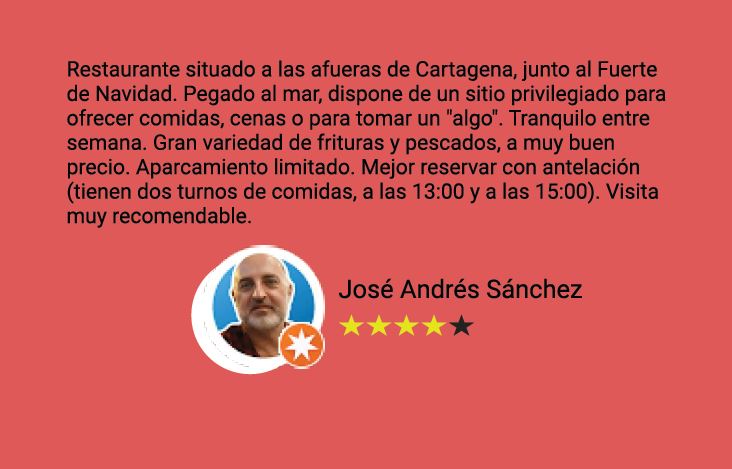 Restaurante situado a las afueras de Cartagena, junto al Fuerte
de Navidad. Pegado al mar, dispone de un sitio privilegiado para
ofrecer comidas, cenas o para tomar un "algo". Tranquilo entre
semana. Gran variedad de frituras y pescados, a muy buen
precio. Aparcamiento limitado. Mejor reservar con antelación
(tienen dos turnos de comidas, a las 13:00 y a las 15:00). Visita
muy recomendable.
José Andrés Sánchez